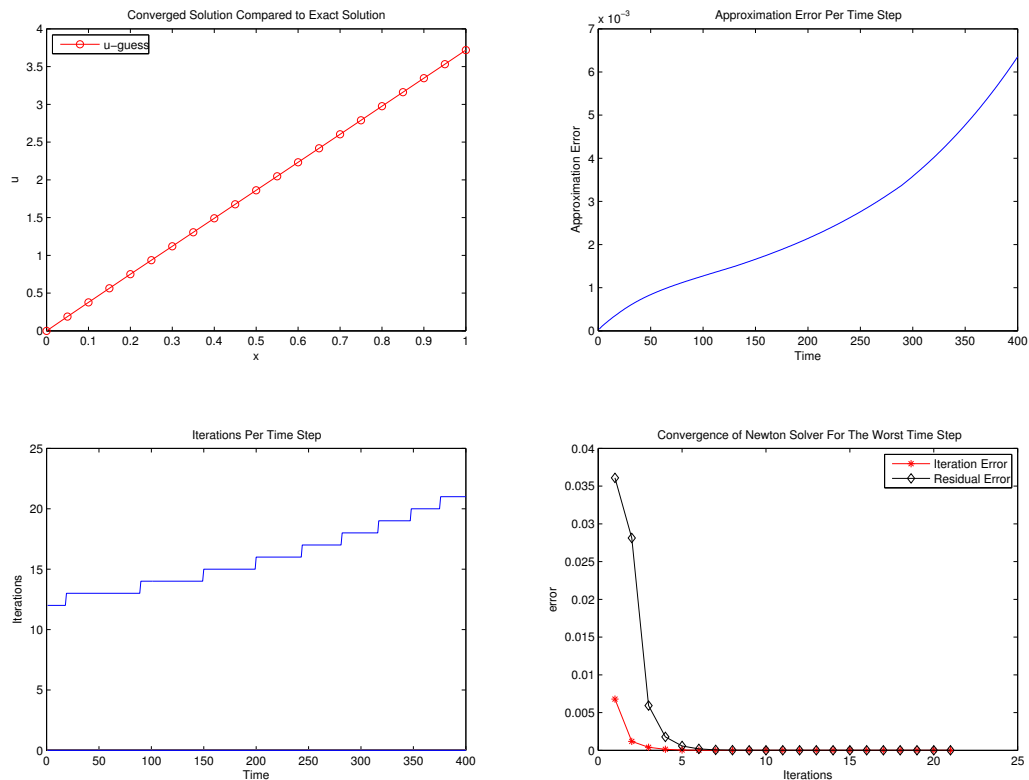 Converged Solution Compared to Exact Solution
4
3.5
3
2.5
2
1.5
1
0.5
0
u
u-guess
0 0.1 0.2 0.3 0.4 0.5 0.6 0.7 0.8 0.9 1
x
Approximation Error Per Time Step
7 x 10^-3
6
5
4
3
2
1
0
Approximation Error
0 50 100 150 200 250 300 350 400
Time
Iterations Per Time Step
25
20
15
10
5
0
Iterations
0 50 100 150 200 250 300 350 400
Time
Convergence of Newton Solver For The Worst Time Step
0.04
0.035
0.03
0.025
0.02
0.015
0.01
0.005
0
error
Iteration Error
Residual Error
0 5 10 15 20 25
Iterations